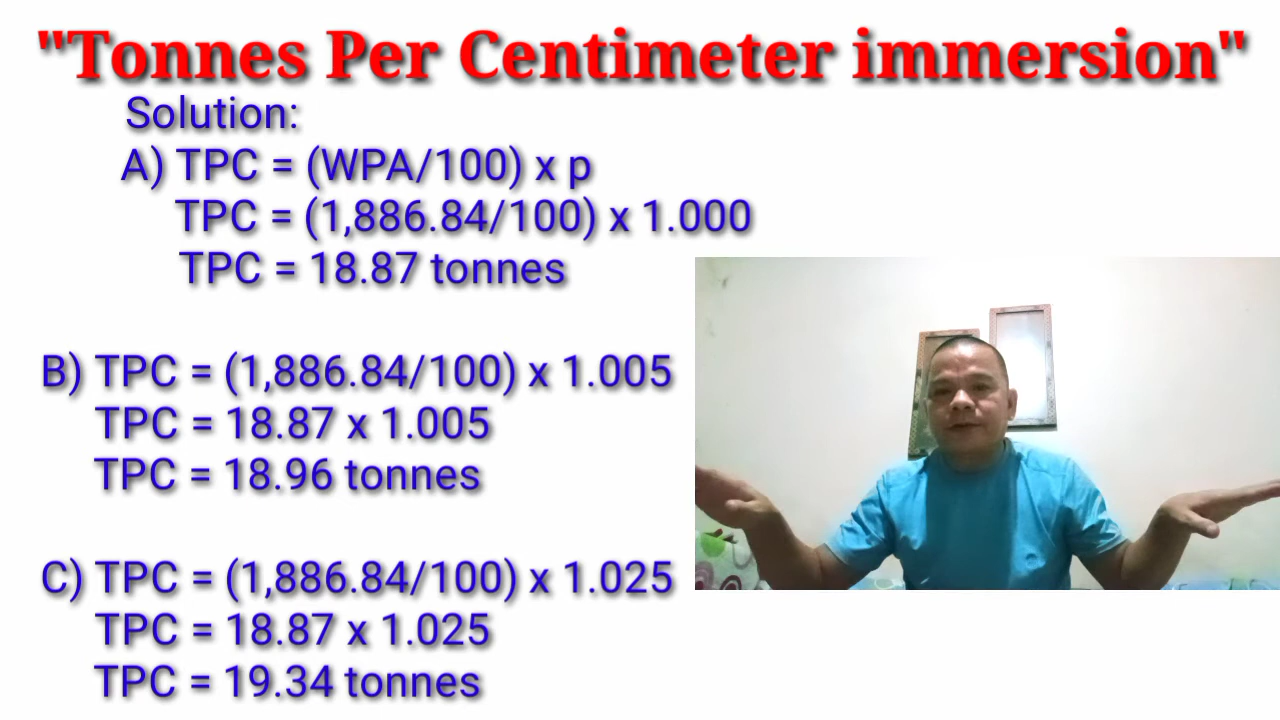 "Tonnes Per Centimeter immersion"
Solution:
A) TPC = (WPA/100) x p
TPC = (1,886.84/100) x 1.000
TPC = 18.87 tonnes
B) TPC = (1,886.84/100) x 1.005
TPC = 18.87 x 1.005
TPC = 18.96 tonnes
C) TPC = (1,886.84/100) x 1.025
TPC = 18.87 x 1.025
TPC = 19.34 tonnes